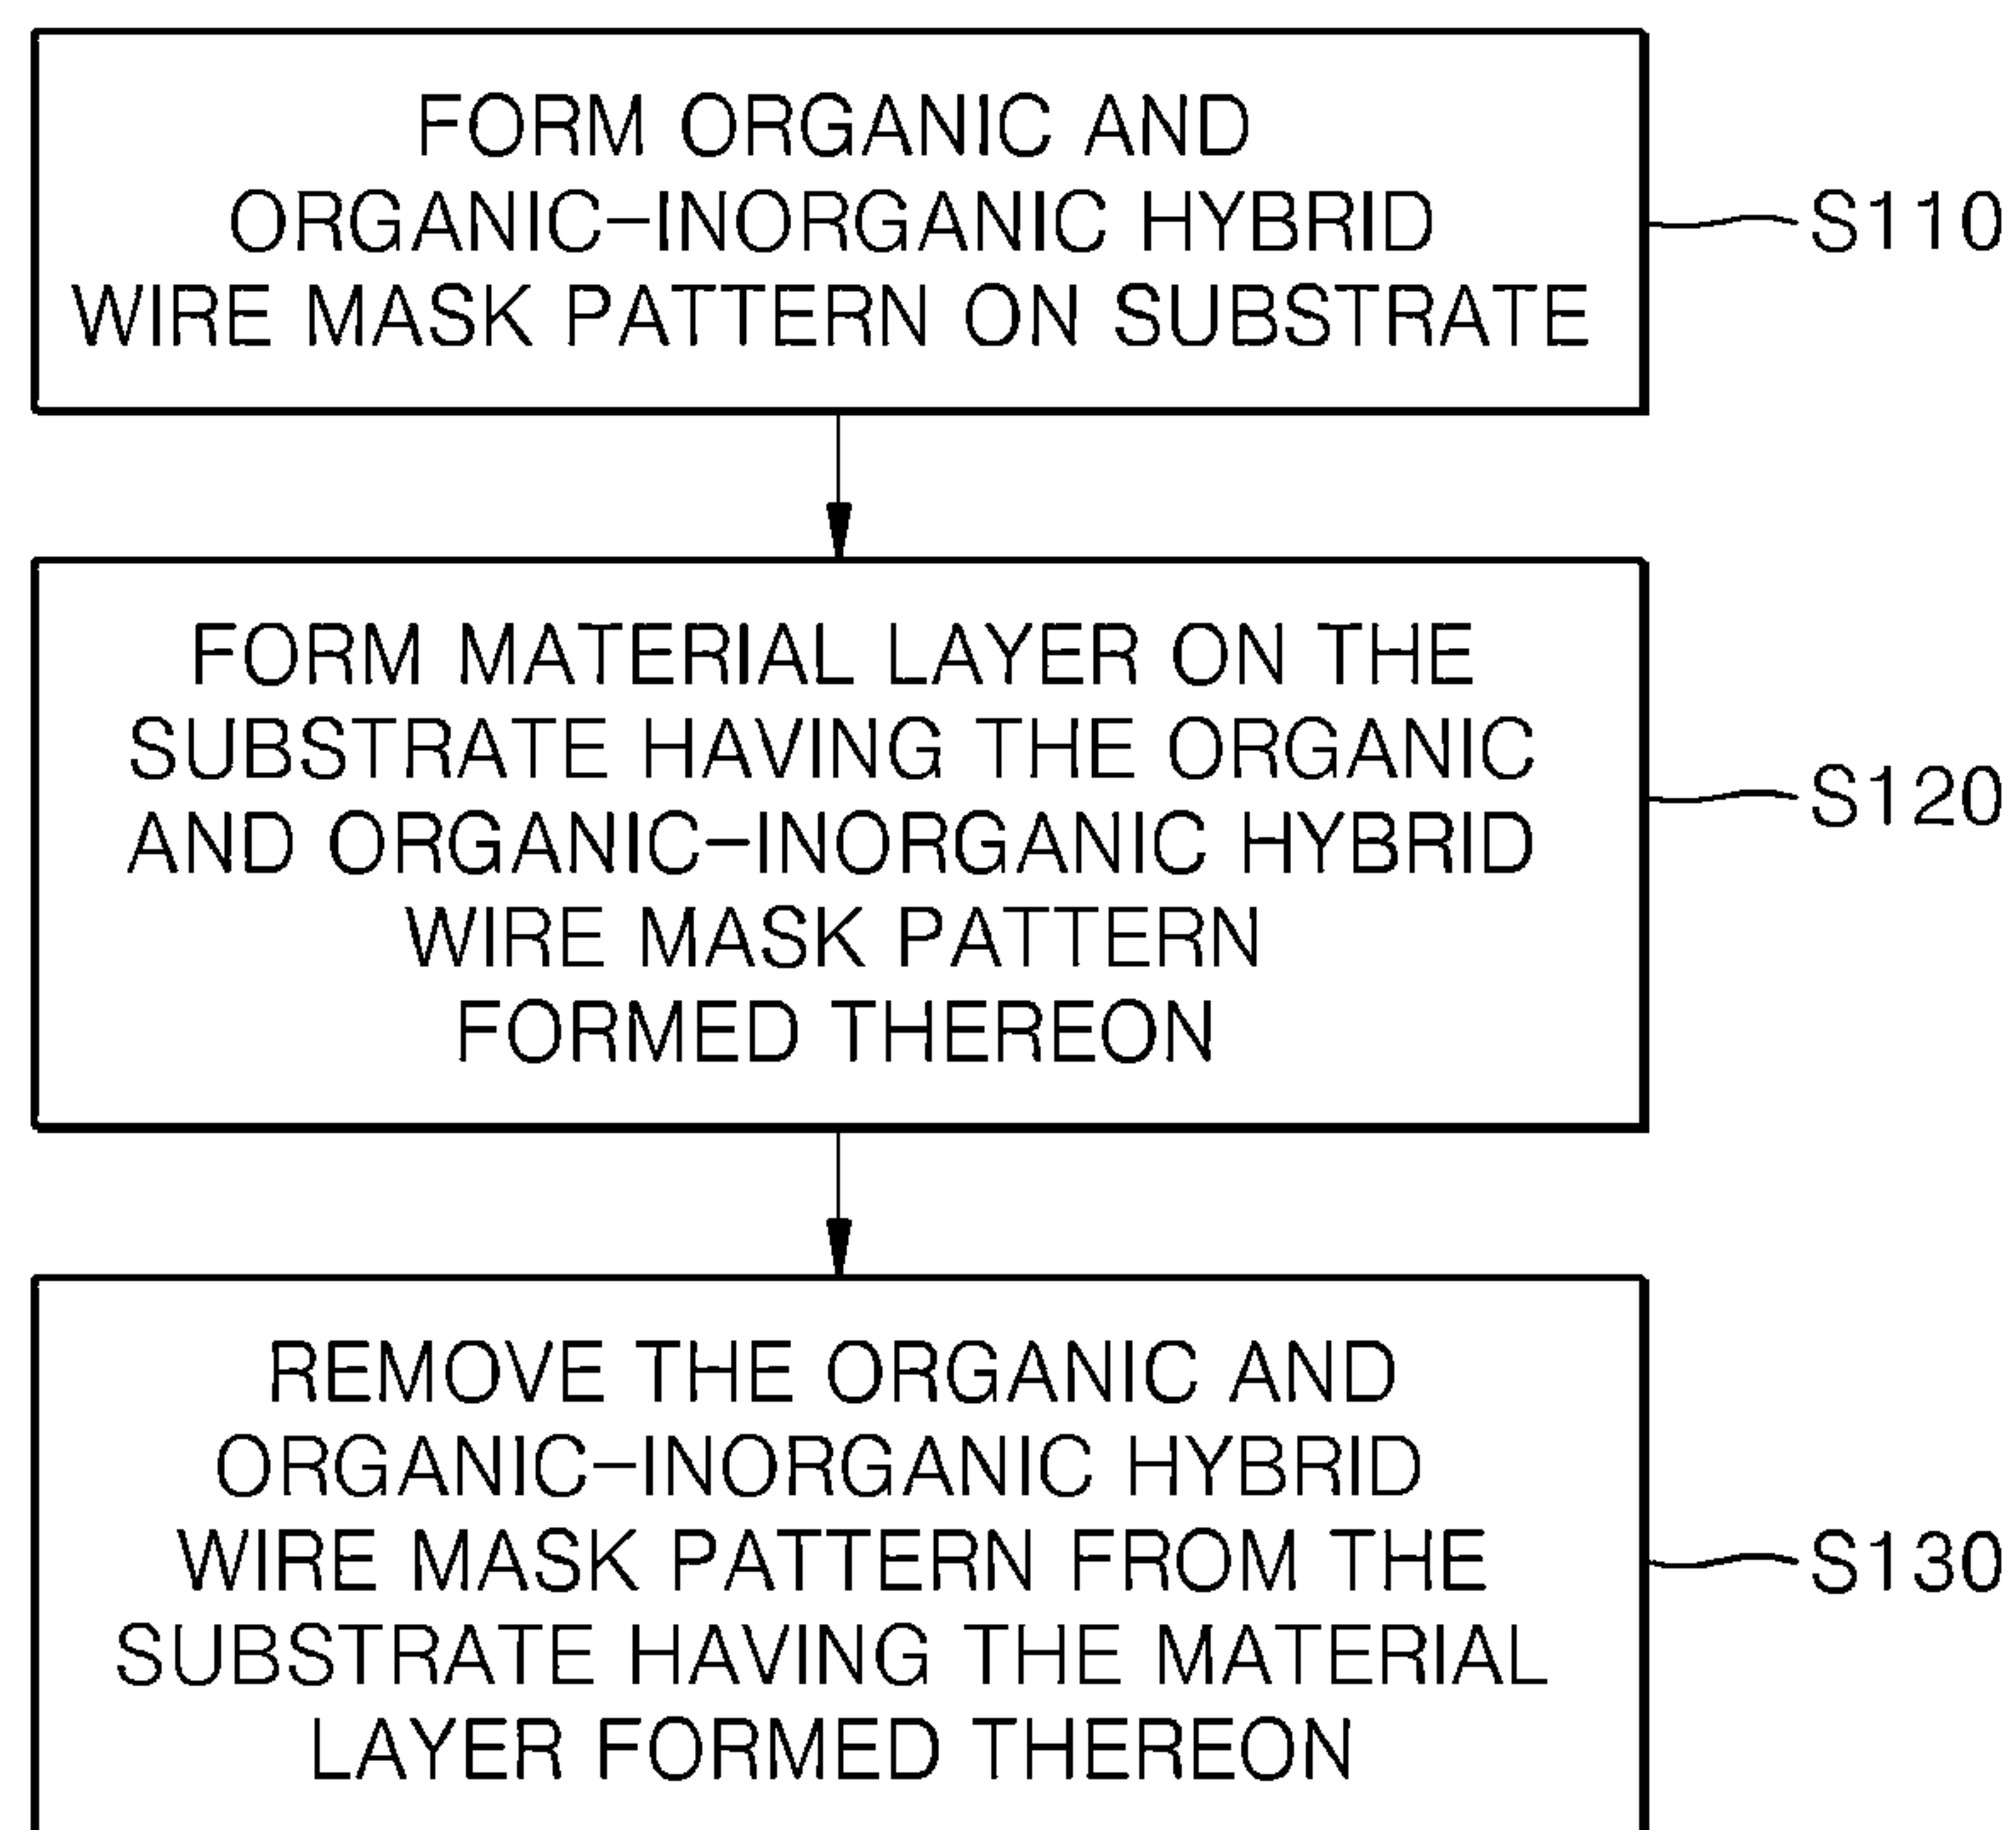 FORM ORGANIC AND
ORGANIC-INORGANIC HYBRID
WIRE MASK PATTERN ON SUBSTRATE
S110
FORM MATERIAL LAYER ON THE
SUBSTRATE HAVING THE ORGANIC
AND ORGANIC-INORGANIC HYBRID
WIRE MASK PATTERN
FORMED THEREON
S120
REMOVE THE ORGANIC AND
ORGANIC-INORGANIC HYBRID
WIRE MASK PATTERN FROM THE
SUBSTRATE HAVING THE MATERIAL
LAYER FORMED THEREON
S130